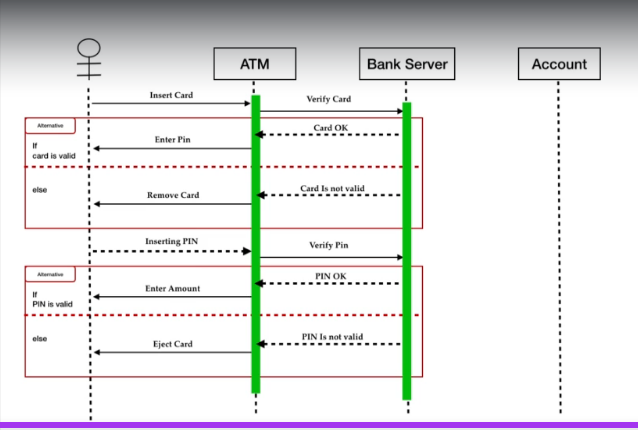 ATM
Bank Server
Account
Insert Card
Verify Card
Alternative
Card OK
If
card is valid
Enter Pin
else
Card Is not valid
Remove Card
Inserting PIN
Verify Pin
Alternative
PIN OK
If
PIN is valid
Enter Amount
else
PIN Is not valid
Eject Card